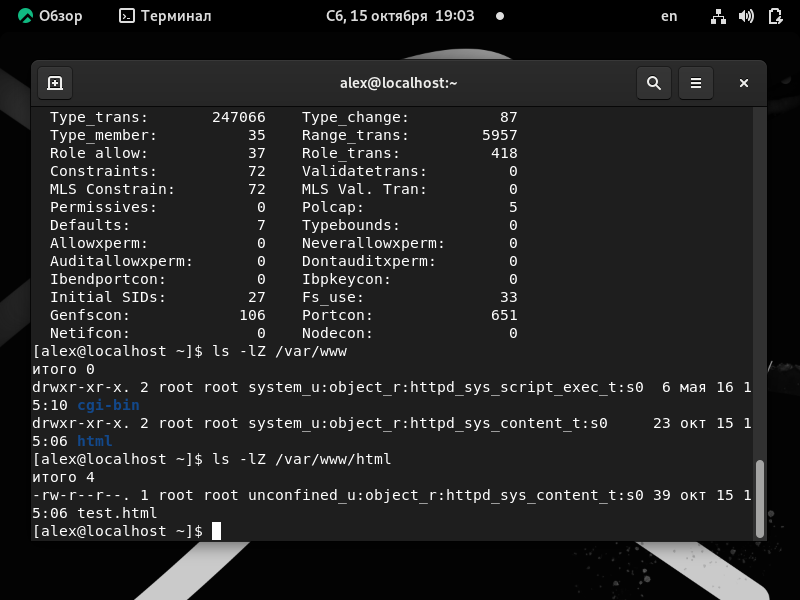 Обзор Терминал Сб, 15 октября 19:03 en
alex@localhost:~
Type_trans: 247066 Type_change: 87
Type_member: 35 Range_trans: 5957
Role allow: 37 Role_trans: 418
Constraints: 72 Validatetrans: 0
MLS Constrain: 72 MLS Val. Tran: 0
Permissives: 0 Polcap: 5
Defaults: 7 Typebounds: 0
Allowxperm: 0 Neverallowxperm: 0
Auditallowxperm: 0 Dontauditxperm: 0
Ibendportcon: 0 Ibpkeycon: 0
Initial SIDs: 27 Fs_use: 33
Genfscon: 106 Portcon: 651
Netifcon: 0 Nodecon: 0
[alex@localhost ~]$ ls -lZ /var/www
итого 0
drwxr-xr-x. 2 root root system_u:object_r:httpd_sys_script_exec_t:s0  6 мая 16 1
5:10 cgi-bin
drwxr-xr-x. 2 root root system_u:object_r:httpd_sys_content_t:s0     23 окт 15 1
5:06 html
[alex@localhost ~]$ ls -lZ /var/www/html
итого 4
-rw-r--r--. 1 root root unconfined_u:object_r:httpd_sys_content_t:s0 39 окт 15 1
5:06 test.html
[alex@localhost ~]$